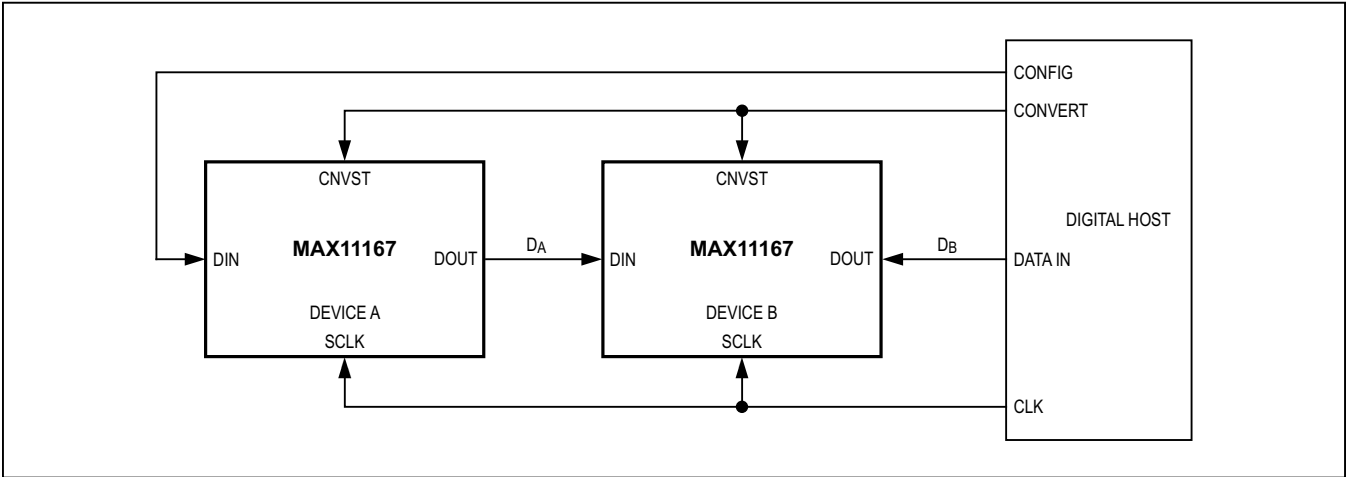 CONFIG
CONVERT
CNVST
CNVST
DIGITAL HOST
MAX11167
MAX11167
DIN
DOUT
DA
DIN
DOUT
DB
DATA IN
DEVICE A
DEVICE B
SCLK
SCLK
CLK